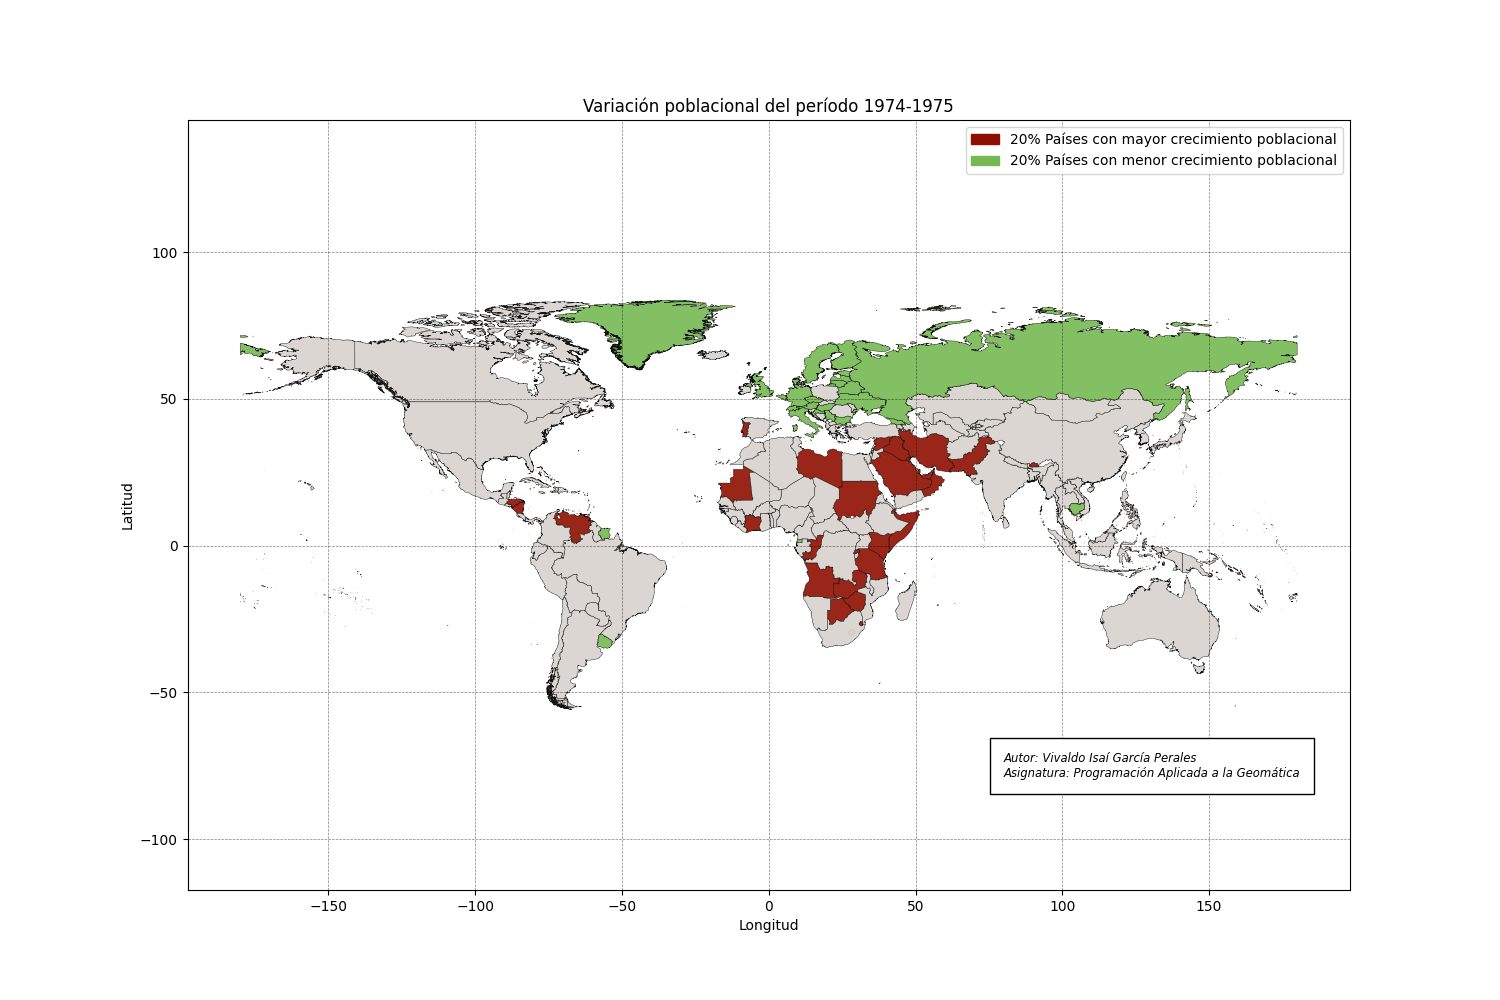 Variación poblacional del período 1974-1975
20% Países con mayor crecimiento poblacional
20% Países con menor crecimiento poblacional
100
50
0
−50
−100
Latitud
Autor: Vivaldo Isaí García Perales
Asignatura: Programación Aplicada a la Geomática
−150
−100
−50
0
50
100
150
Longitud